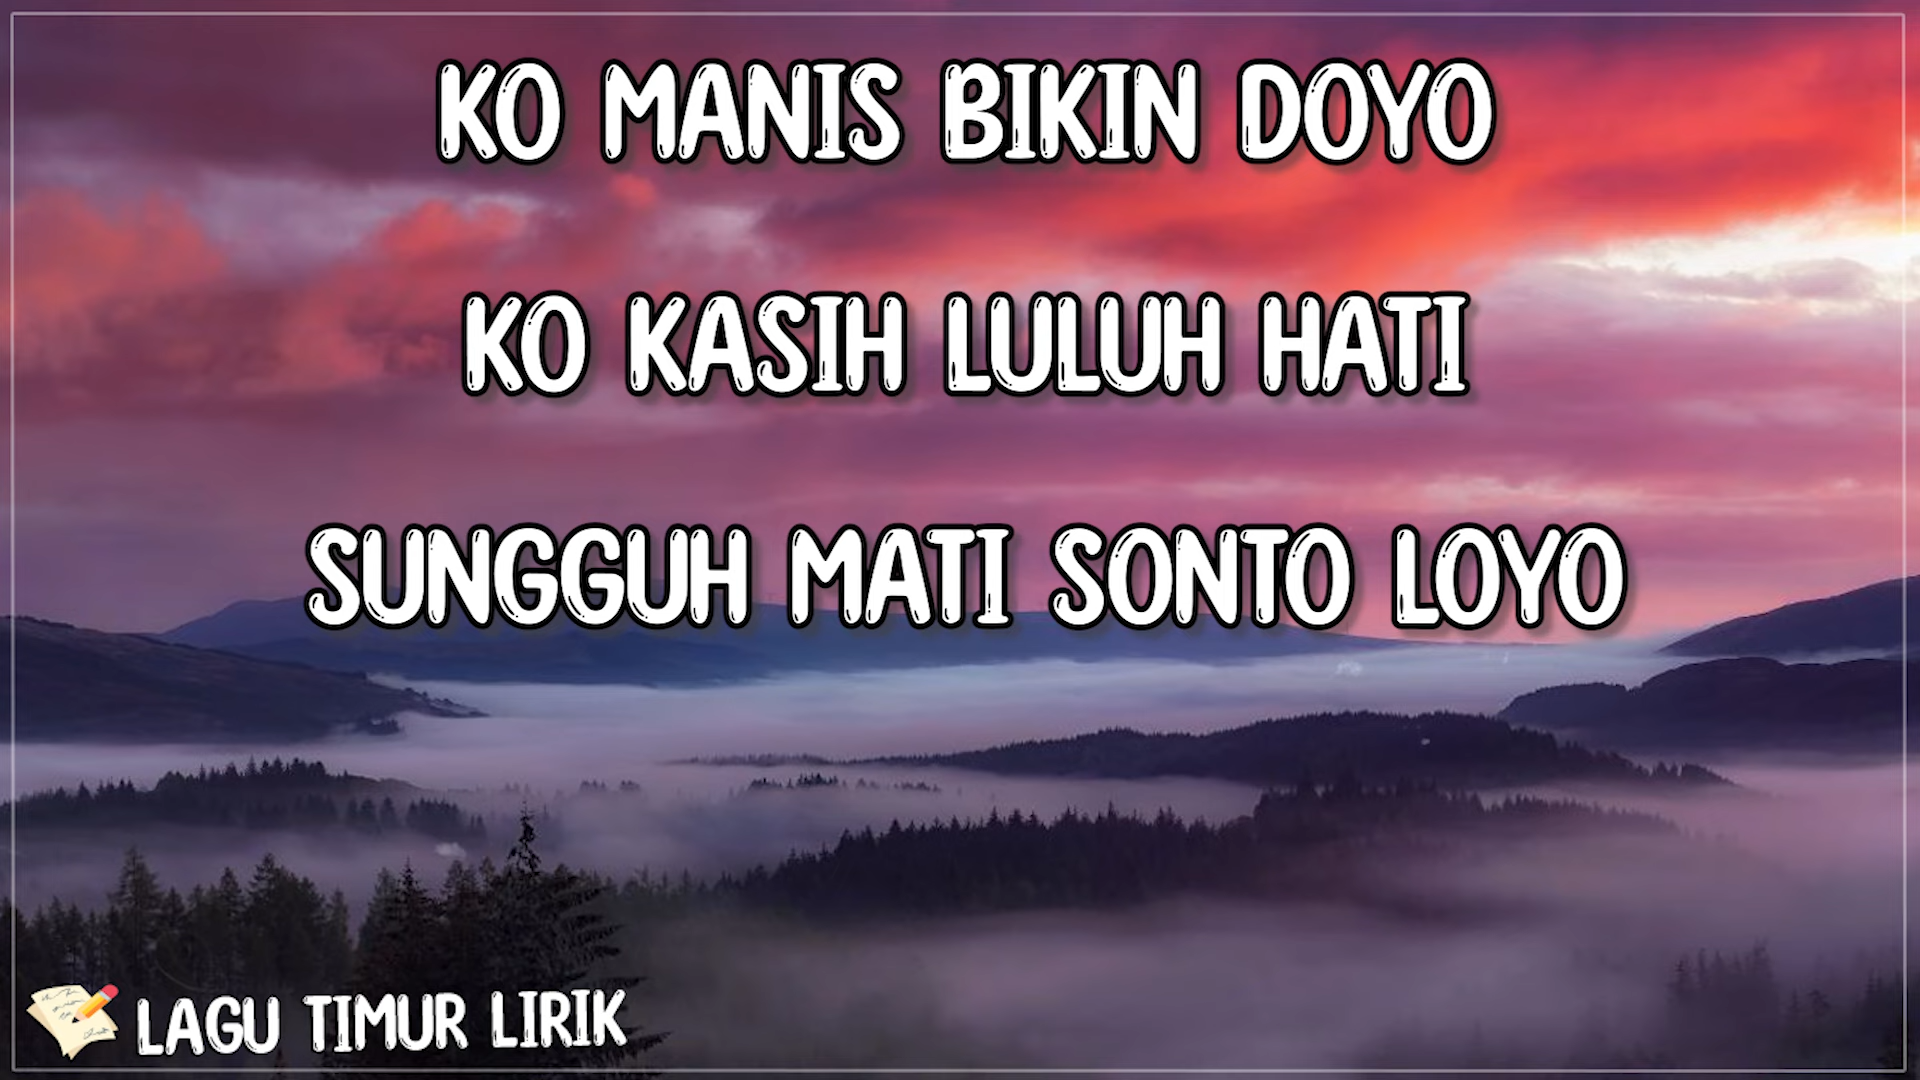 KO MANIS BIKIN DOYO
KO KASIH LULUH HATI
SUNGGUH MATI SONTO LOYO
LAGU TIMUR LIRIK